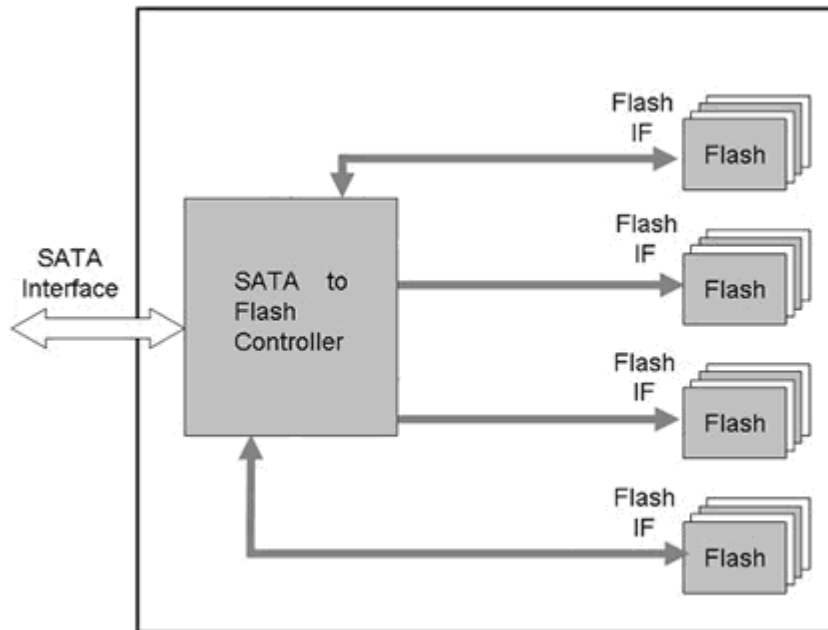 Flash
IF
Flash
Flash
IF
Flash
SATA
Interface
SATA to
Flash
Controller
Flash
IF
Flash
Flash
IF
Flash